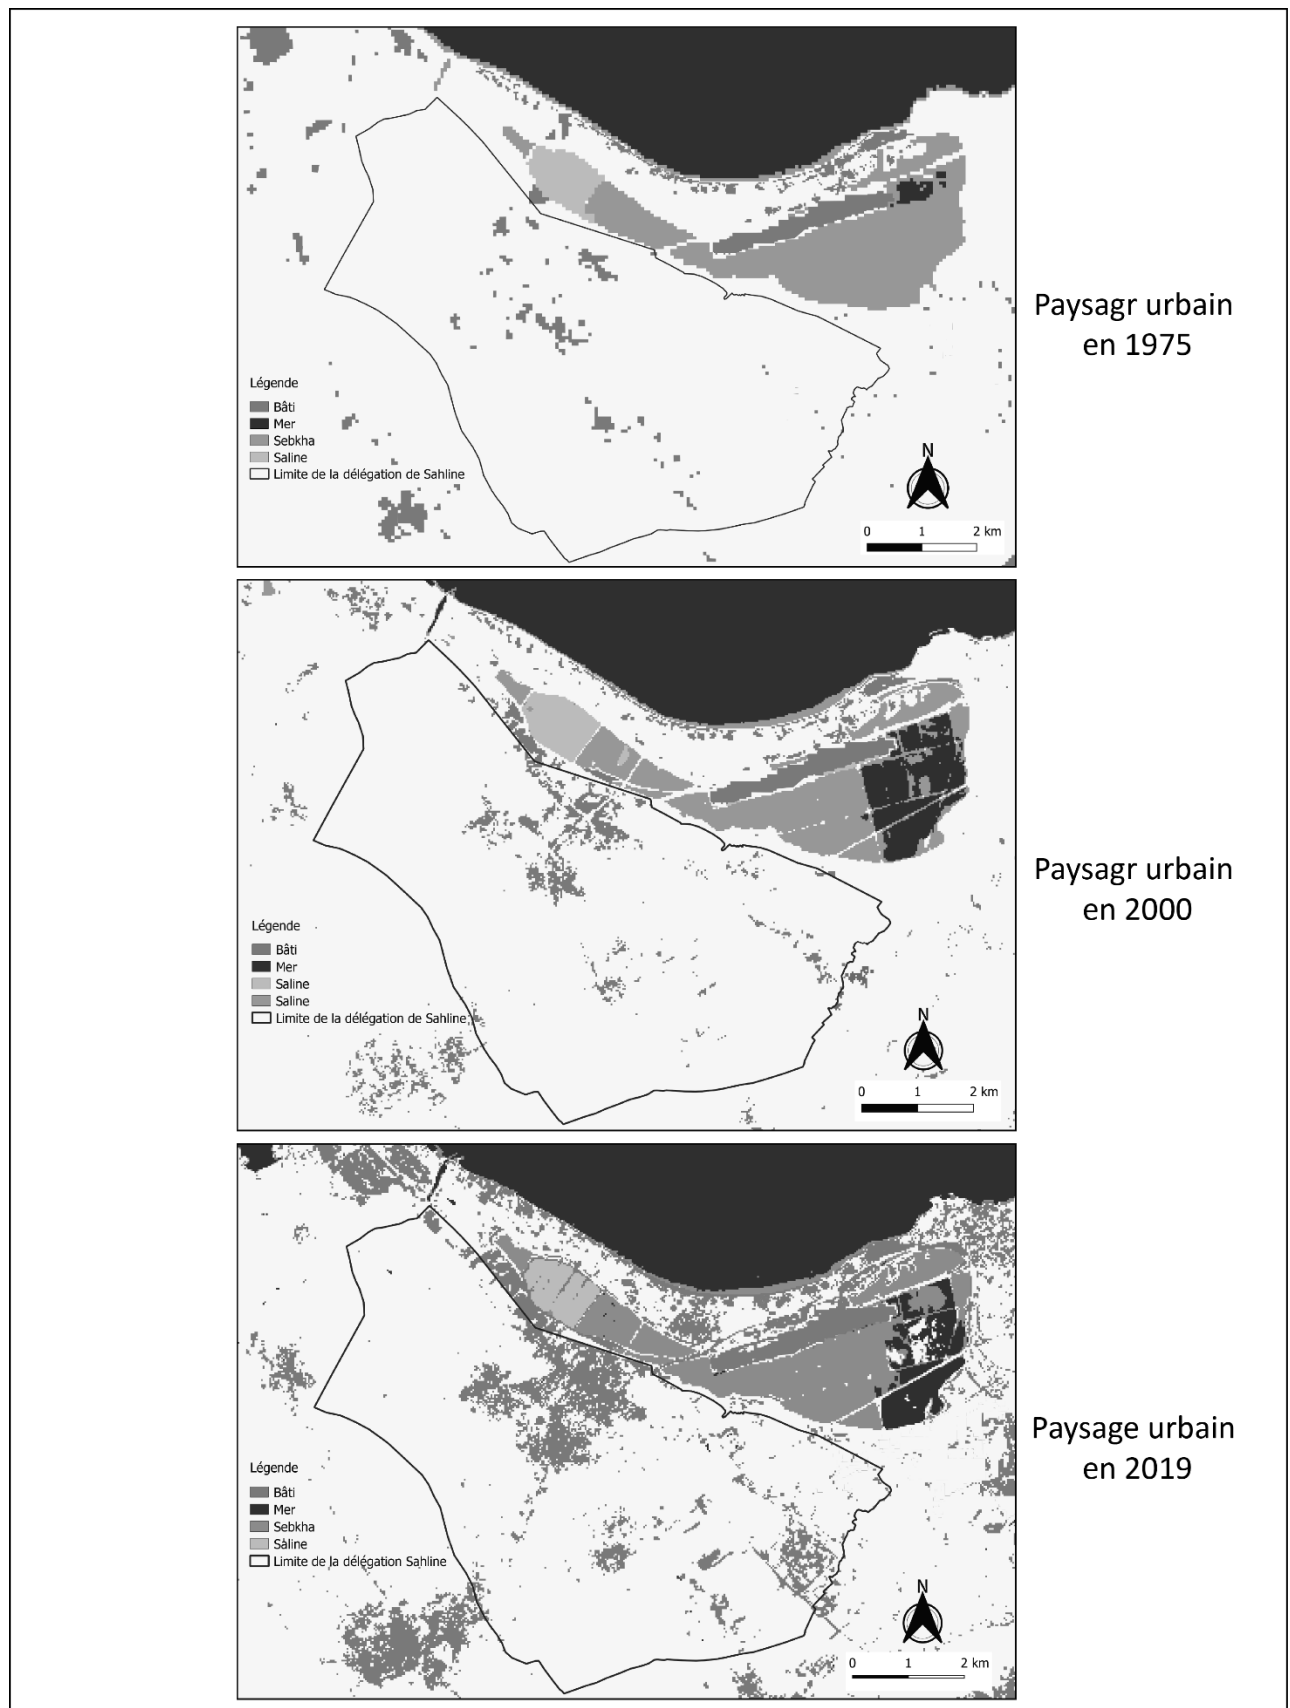 Légende
Bâti
Mer
Sebkha
Saline
Limite de la délégation de Sahline
N
0 1 2 km
Paysagr urbain
en 1975
Légende
Bâti
Mer
Saline
Saline
Limite de la délégation de Sahline
N
0 1 2 km
Paysagr urbain
en 2000
Légende
Bâti
Mer
Sebkha
Sâline
Limite de la délégation Sahline
N
0 1 2 km
Paysage urbain
en 2019